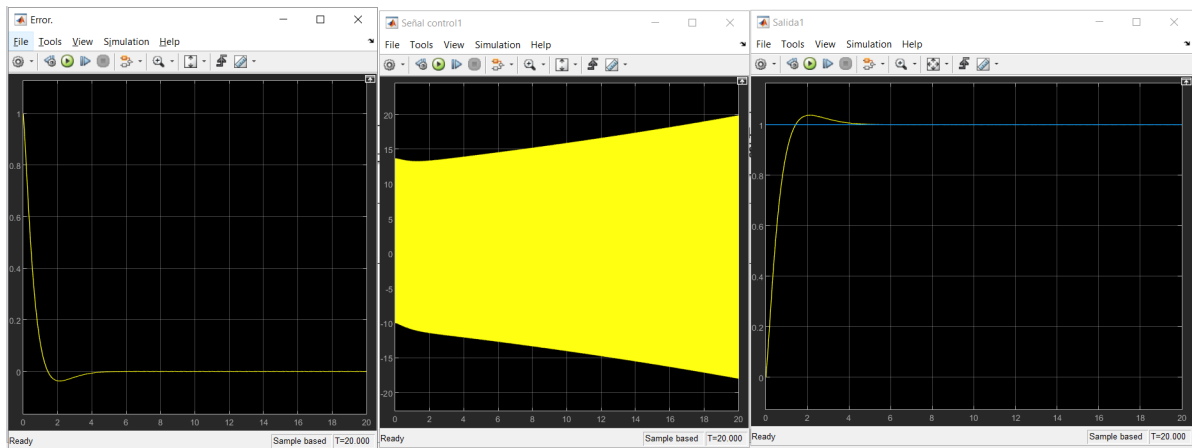 Error.
File Tools View Simulation Help
1
0.8
0.6
0.4
0.2
0
0 2 4 6 8 10 12 14 16 18 20
Ready Sample based T=20.000
Señal control1
File Tools View Simulation Help
20
15
10
5
0
-5
-10
-15
-20
0 2 4 6 8 10 12 14 16 18 20
Ready Sample based T=20.000
Salida1
File Tools View Simulation Help
1
0.8
0.6
0.4
0.2
0
0 2 4 6 8 10 12 14 16 18 20
Ready Sample based T=20.000